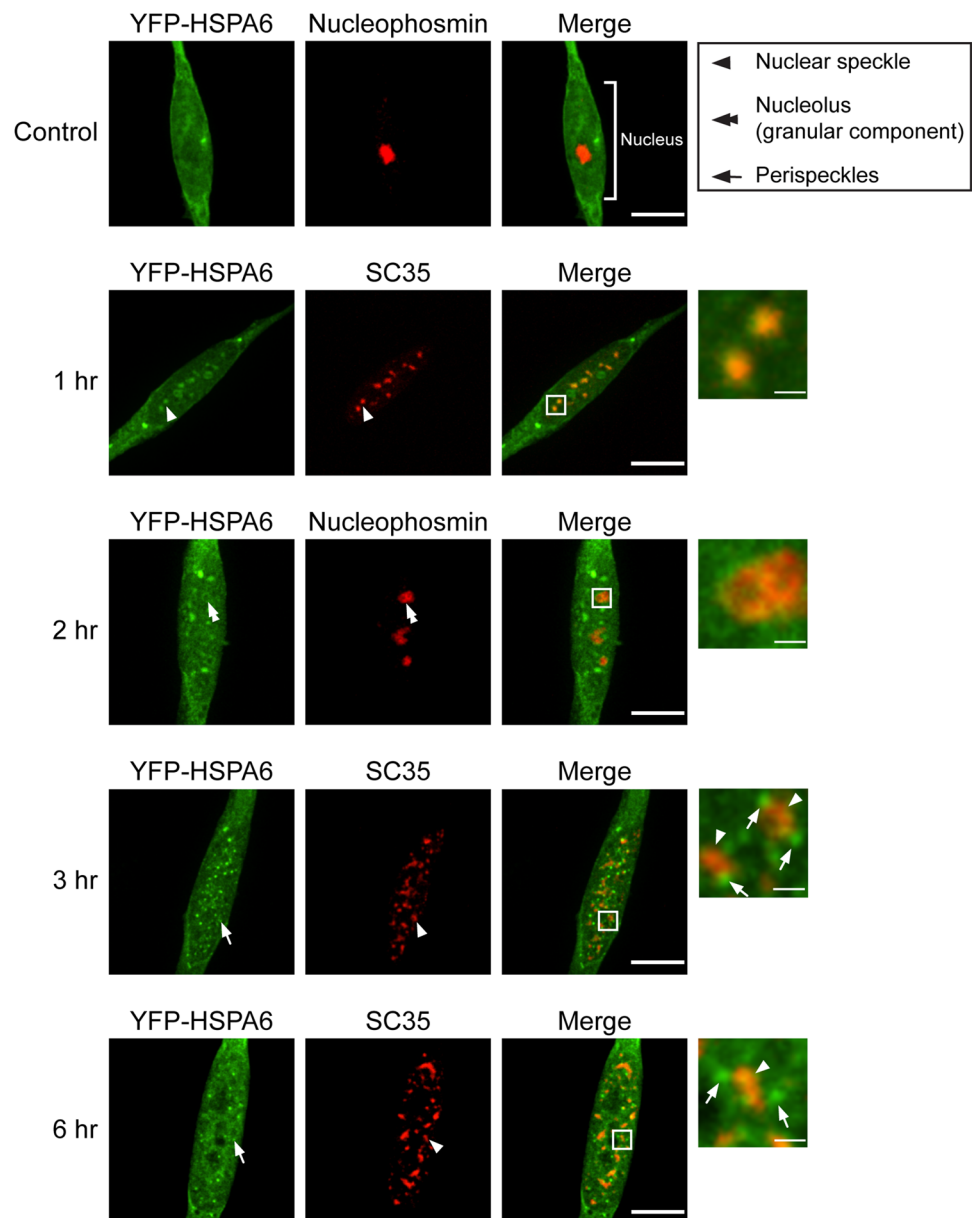 YFP-HSPA6 Nucleophosmin Merge
Control
Nucleus
Nuclear speckle
Nucleolus
(granular component)
Perispeckles
YFP-HSPA6 SC35 Merge
1 hr
YFP-HSPA6 Nucleophosmin Merge
2 hr
YFP-HSPA6 SC35 Merge
3 hr
YFP-HSPA6 SC35 Merge
6 hr